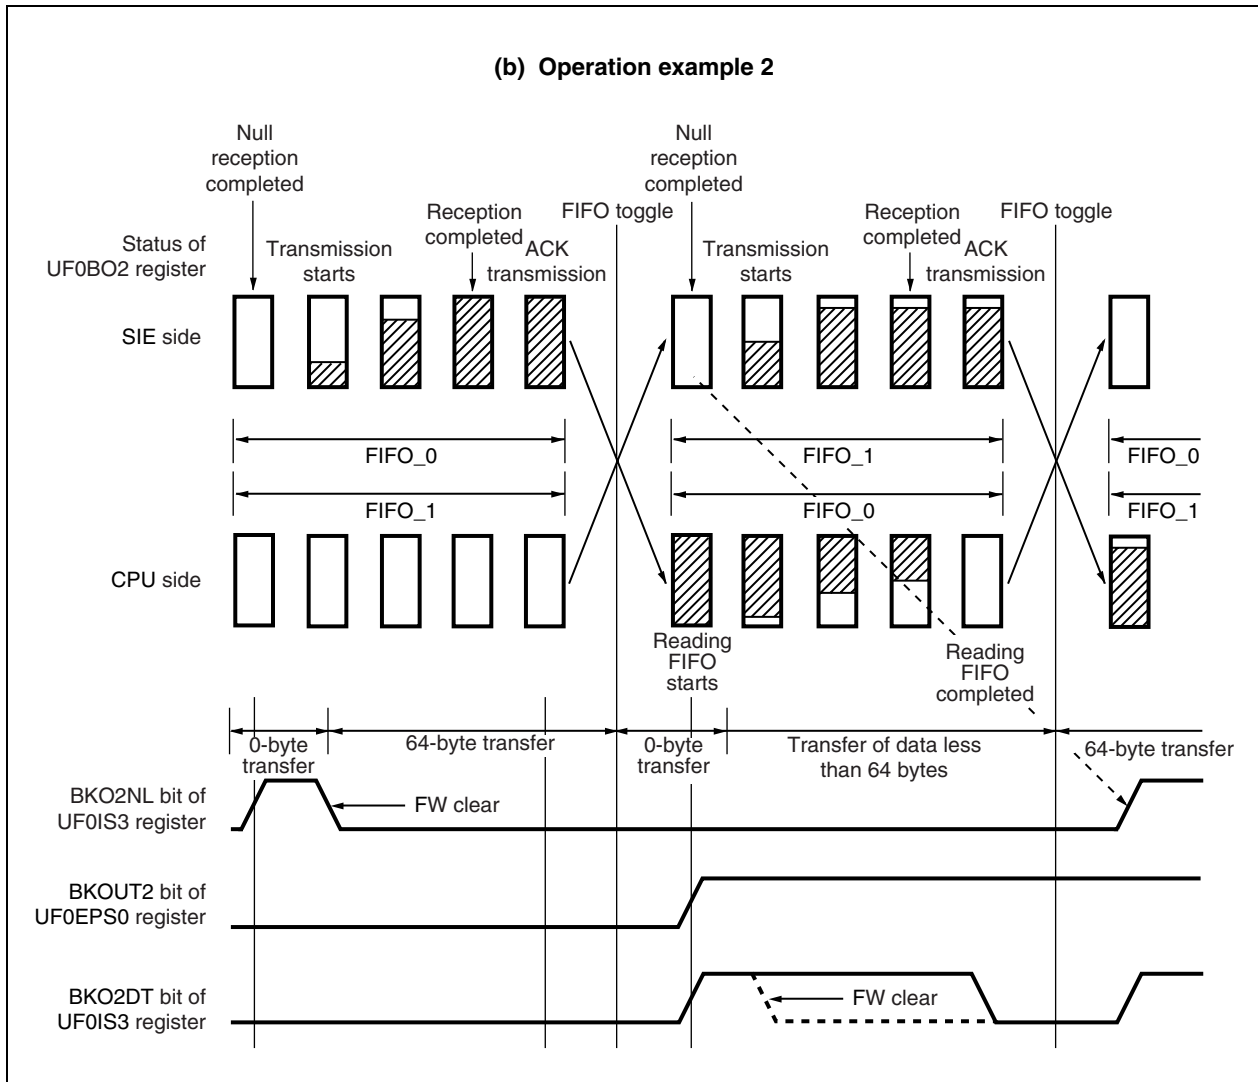 (b) Operation example 2
Null
reception
completed
Null
reception
completed
Status of
UF0BO2 register
Transmission
starts
Reception
completed
ACK
transmission
FIFO toggle
Transmission
starts
Reception
completed
ACK
transmission
FIFO toggle
SIE side
FIFO_0
FIFO_1
FIFO_0
FIFO_1
FIFO_0
FIFO_1
CPU side
Reading
FIFO
starts
Reading
FIFO
completed
0-byte
transfer
64-byte transfer
0-byte
transfer
Transfer of data less
than 64 bytes
64-byte transfer
BKO2NL bit of
UF0IS3 register
FW clear
BKOUT2 bit of
UF0EPS0 register
BKO2DT bit of
UF0IS3 register
FW clear